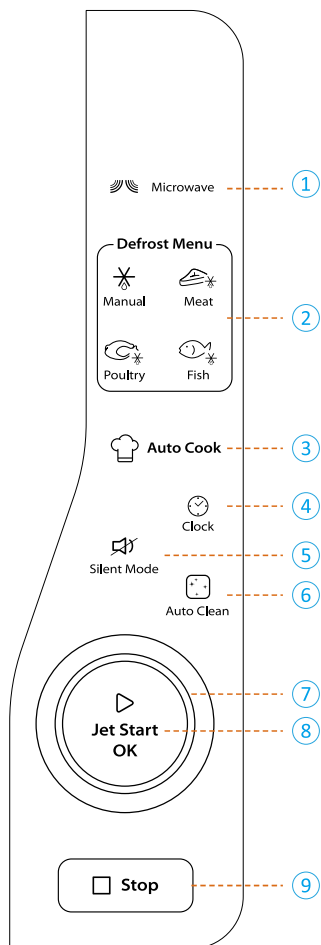 Microwave
1
Defrost Menu
Manual
Meat
2
Poultry
Fish
Auto Cook
3
4
Clock
5
Silent Mode
6
Auto Clean
7
Jet Start
8
OK
Stop
9